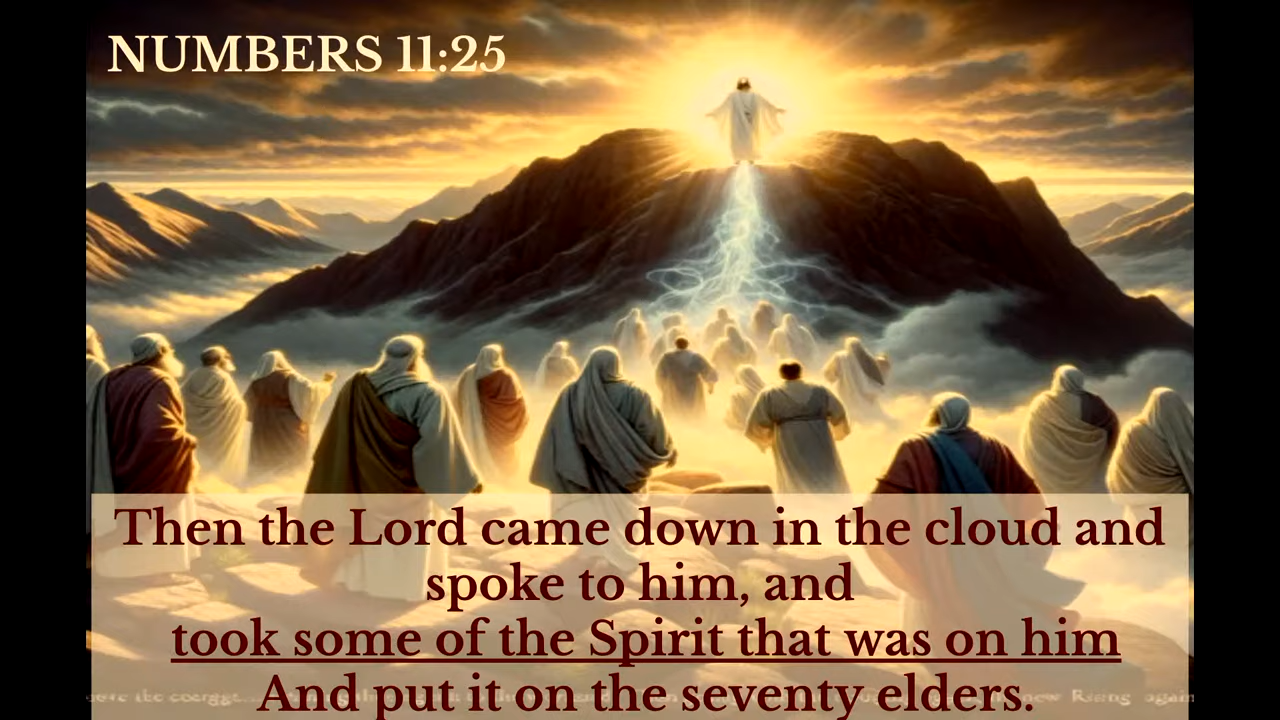 NUMBERS 11:25
Then the Lord came down in the cloud and
spoke to him, and
took some of the Spirit that was on him
And put it on the seventy elders.
again